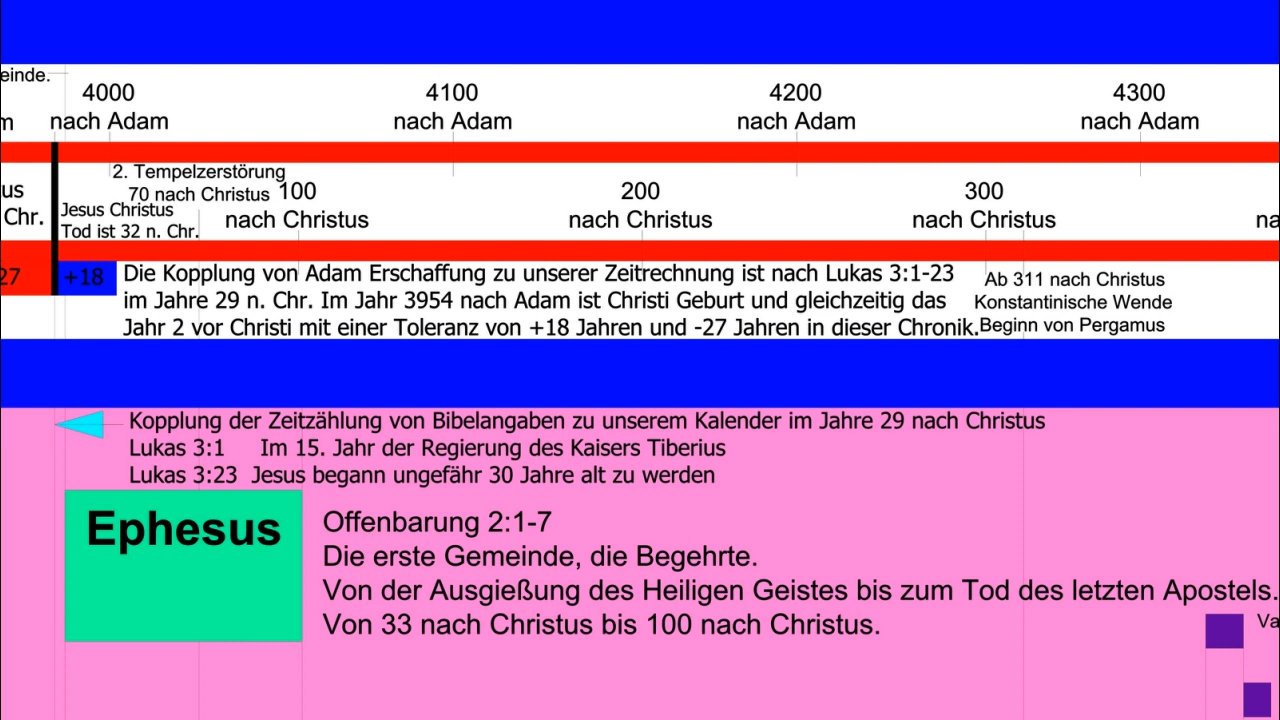 einde.
4000
nach Adam
4100
nach Adam
4200
nach Adam
4300
nach Adam
m
2. Tempelzerstörung
70 nach Christus
us
Chr.
Jesus Christus
Tod ist 32 n. Chr.
100
nach Christus
200
nach Christus
300
nach Christus
na
27
+18
Die Kopplung von Adam Erschaffung zu unserer Zeitrechnung ist nach Lukas 3:1-23
im Jahre 29 n. Chr. Im Jahr 3954 nach Adam ist Christi Geburt und gleichzeitig das
Jahr 2 vor Christi mit einer Toleranz von +18 Jahren und -27 Jahren in dieser Chronik.
Ab 311 nach Christus
Konstantinische Wende
Beginn von Pergamus
Kopplung der Zeitzählung von Bibelangaben zu unserem Kalender im Jahre 29 nach Christus
Lukas 3:1 Im 15. Jahr der Regierung des Kaisers Tiberius
Lukas 3:23 Jesus begann ungefähr 30 Jahre alt zu werden
Ephesus
Offenbarung 2:1-7
Die erste Gemeinde, die Begehrte.
Von der Ausgießung des Heiligen Geistes bis zum Tod des letzten Apostels.
Von 33 nach Christus bis 100 nach Christus.
Va